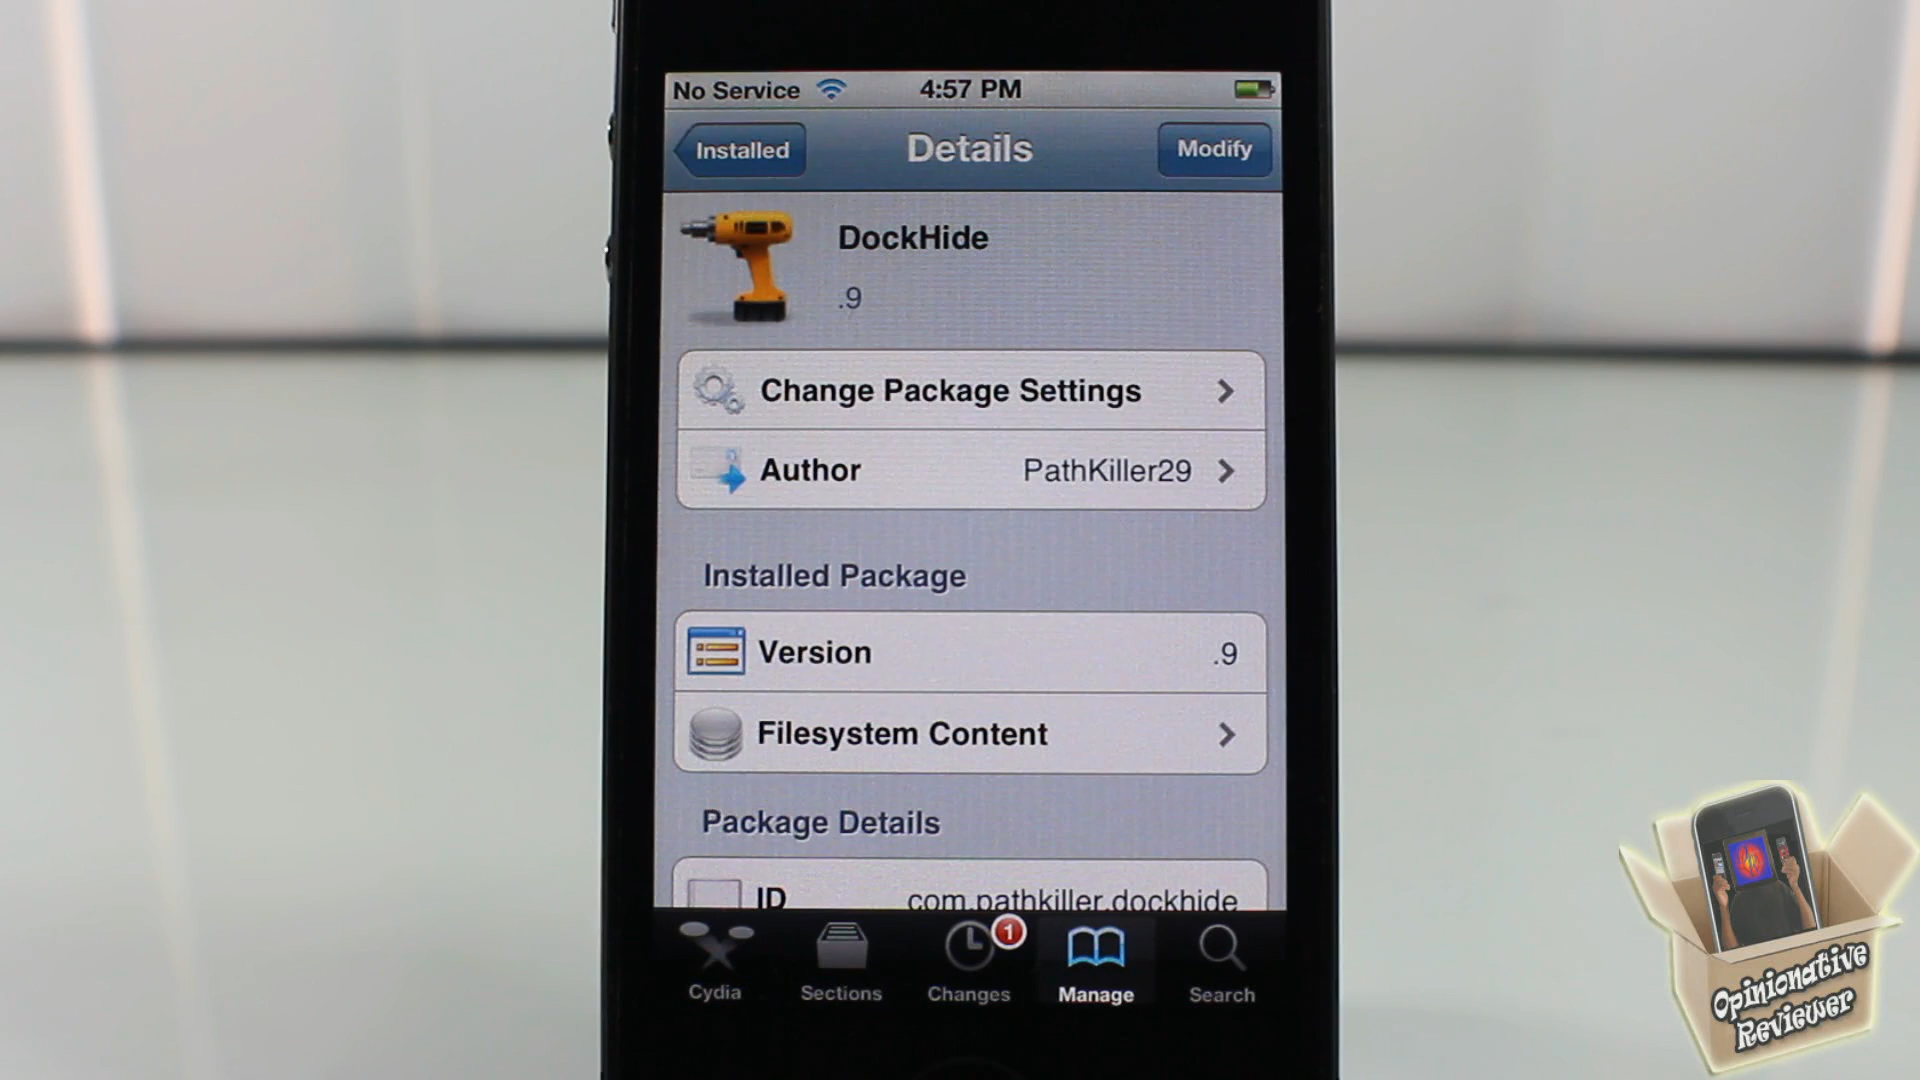 No Service 4:57 PM
Installed Details Modify
DockHide
.9
Change Package Settings
Author PathKiller29
Installed Package
Version .9
Filesystem Content
Package Details
ID com.pathkiller.dockhide
1
Cydia Sections Changes Manage Search
Opinionative
Reviewer